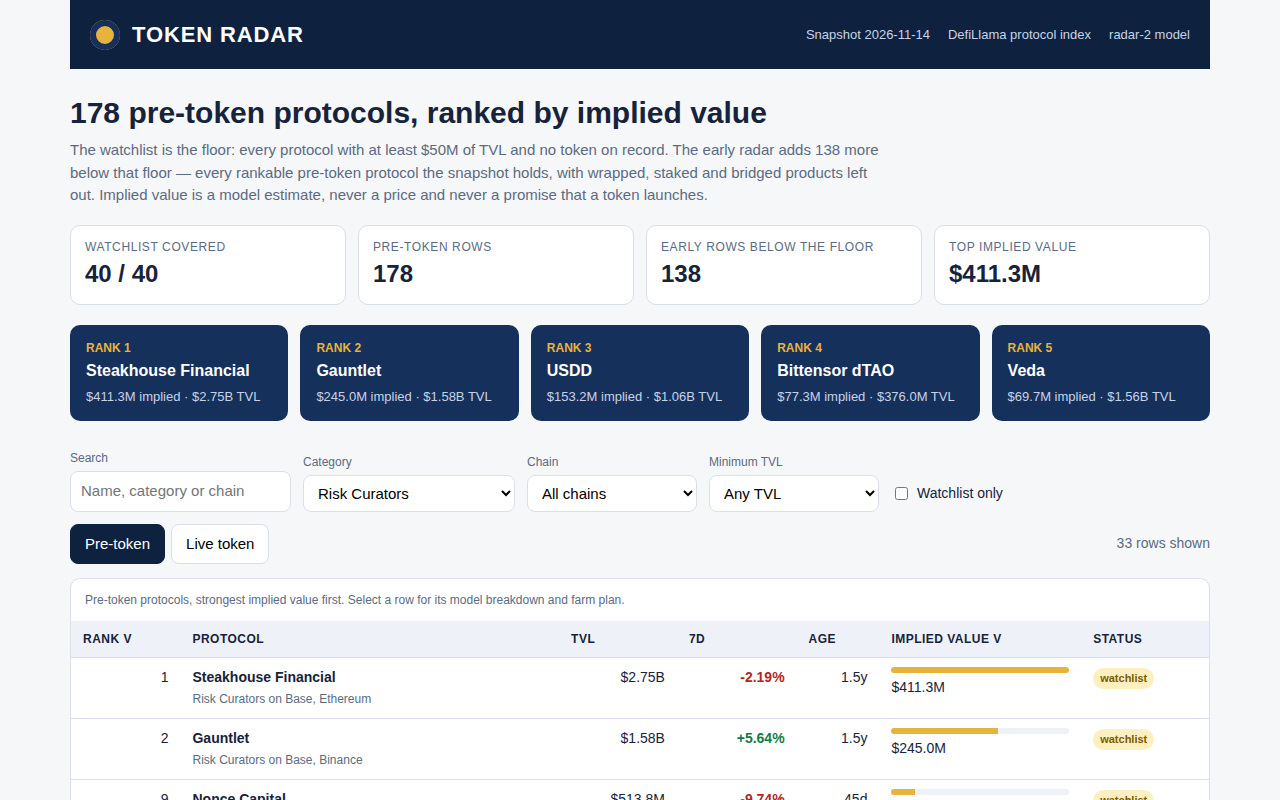 TOKEN RADAR
Snapshot 2026-11-14 DefiLlama protocol index radar-2 model
178 pre-token protocols, ranked by implied value
The watchlist is the floor: every protocol with at least $50M of TVL and no token on record. The early radar adds 138 more
below that floor — every rankable pre-token protocol the snapshot holds, with wrapped, staked and bridged products left
out. Implied value is a model estimate, never a price and never a promise that a token launches.
WATCHLIST COVERED
40 / 40
PRE-TOKEN ROWS
178
EARLY ROWS BELOW THE FLOOR
138
TOP IMPLIED VALUE
$411.3M
RANK 1
Steakhouse Financial
$411.3M implied · $2.75B TVL
RANK 2
Gauntlet
$245.0M implied · $1.58B TVL
RANK 3
USDD
$153.2M implied · $1.06B TVL
RANK 4
Bittensor dTAO
$77.3M implied · $376.0M TVL
RANK 5
Veda
$69.7M implied · $1.56B TVL
Search
Name, category or chain
Category
Risk Curators
Chain
All chains
Minimum TVL
Any TVL
Watchlist only
Pre-token Live token
33 rows shown
Pre-token protocols, strongest implied value first. Select a row for its model breakdown and farm plan.
RANK V PROTOCOL TVL 7D AGE IMPLIED VALUE V STATUS
1 Steakhouse Financial $2.75B -2.19% 1.5y $411.3M watchlist
Risk Curators on Base, Ethereum
2 Gauntlet $1.58B +5.64% 1.5y $245.0M watchlist
Risk Curators on Base, Binance
9 Nonce Capital $513.8M -9.74% 45d watchlist